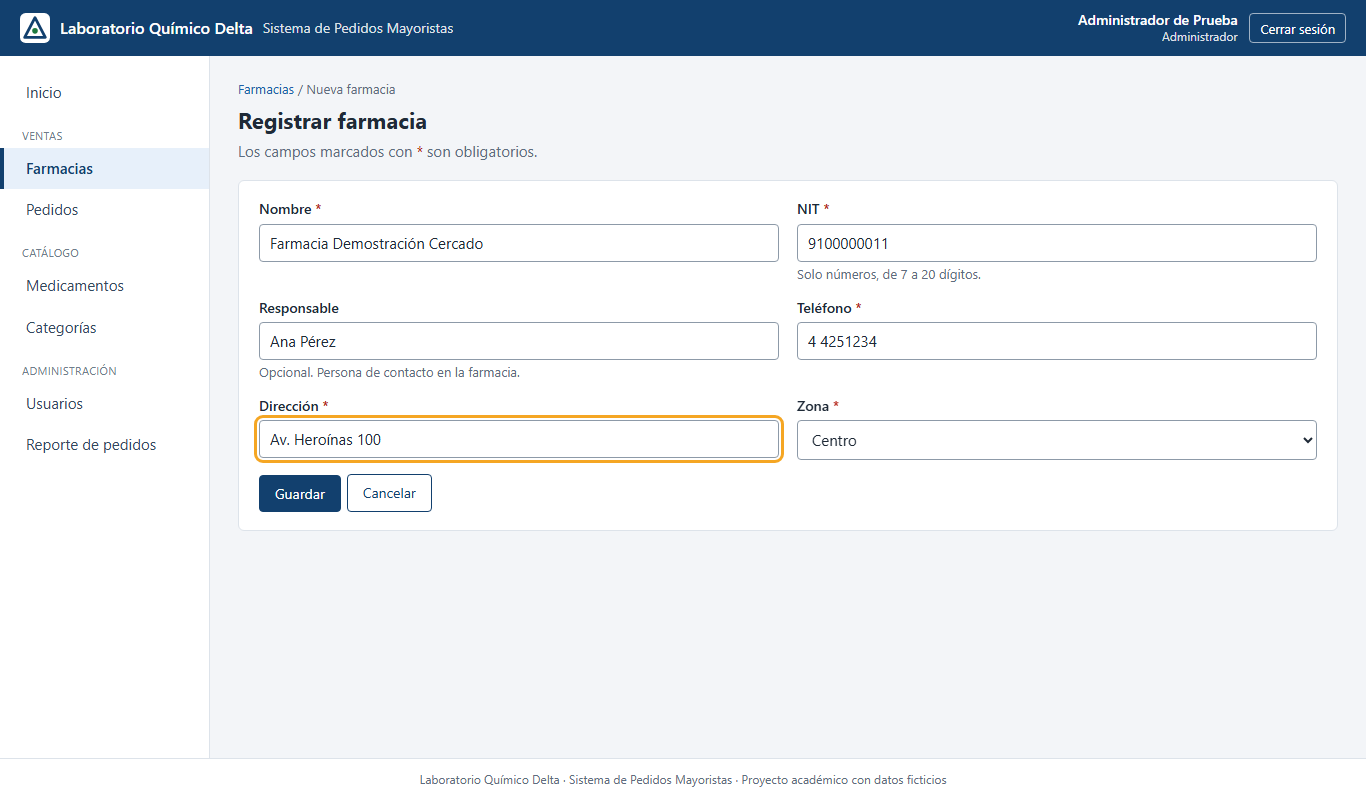 Laboratorio Químico Delta Sistema de Pedidos Mayoristas
Administrador de Prueba
Administrador
Cerrar sesión
Inicio
VENTAS
Farmacias
Pedidos
CATÁLOGO
Medicamentos
Categorías
ADMINISTRACIÓN
Usuarios
Reporte de pedidos
Farmacias / Nueva farmacia
Registrar farmacia
Los campos marcados con * son obligatorios.
Nombre *
Farmacia Demostración Cercado
NIT *
9100000011
Solo números, de 7 a 20 dígitos.
Responsable
Ana Pérez
Opcional. Persona de contacto en la farmacia.
Teléfono *
4 4251234
Dirección *
Av. Heroínas 100
Zona *
Centro
Guardar
Cancelar
Laboratorio Químico Delta · Sistema de Pedidos Mayoristas · Proyecto académico con datos ficticios